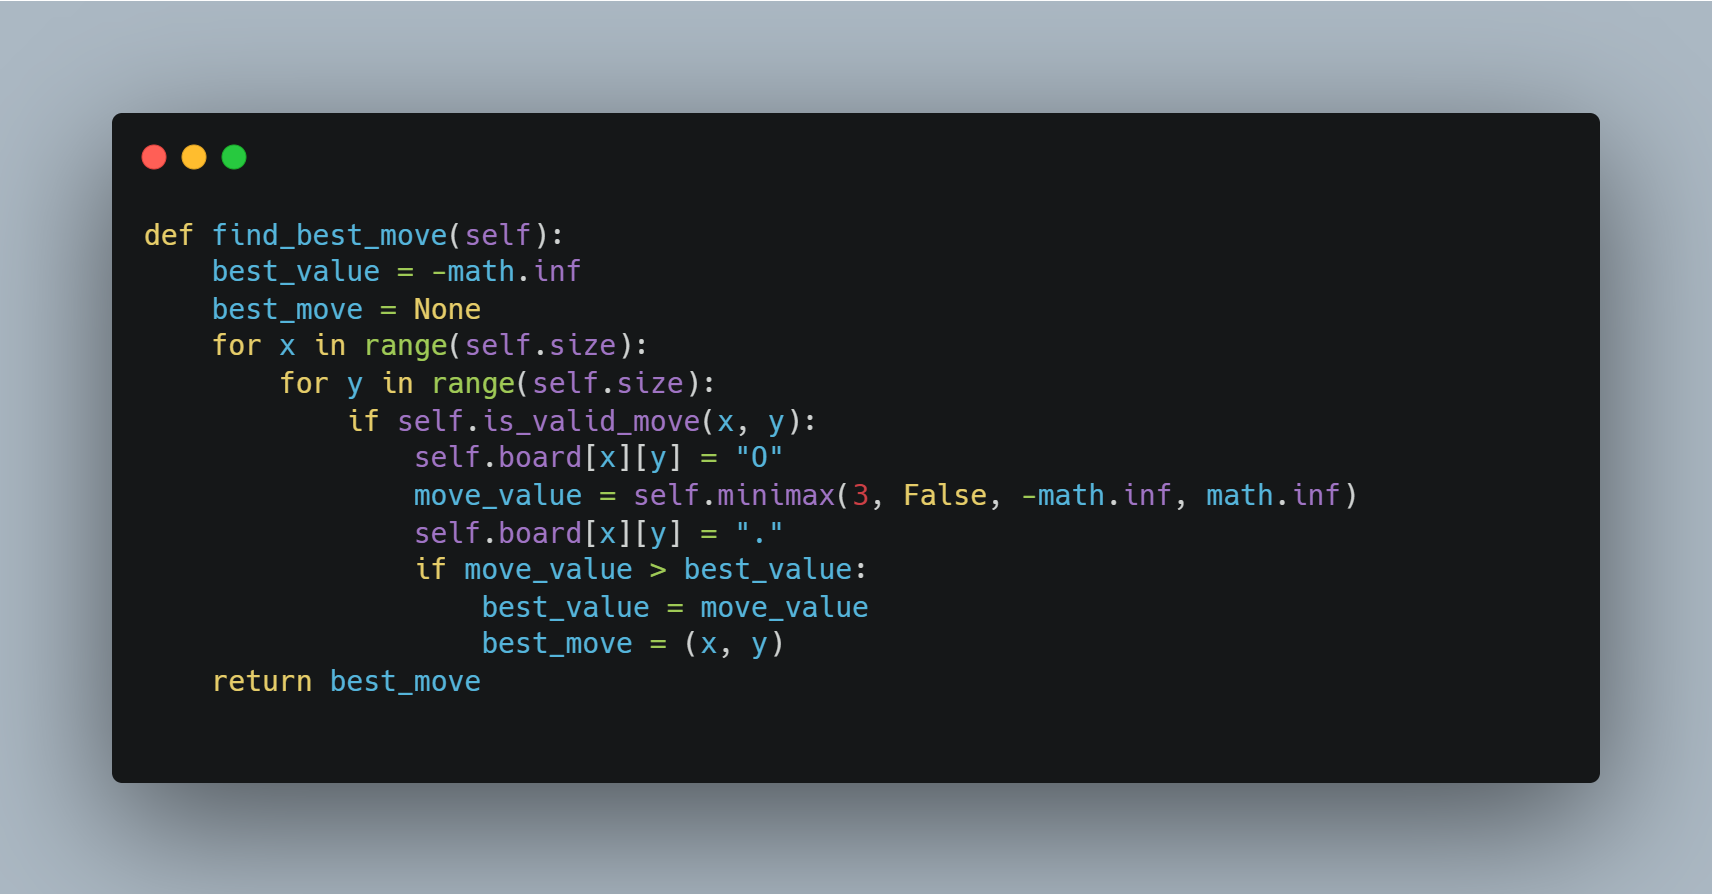 def find_best_move(self):
    best_value = -math.inf
    best_move = None
    for x in range(self.size):
        for y in range(self.size):
            if self.is_valid_move(x, y):
                self.board[x][y] = "O"
                move_value = self.minimax(3, False, -math.inf, math.inf)
                self.board[x][y] = "."
                if move_value > best_value:
                    best_value = move_value
                    best_move = (x, y)
    return best_move